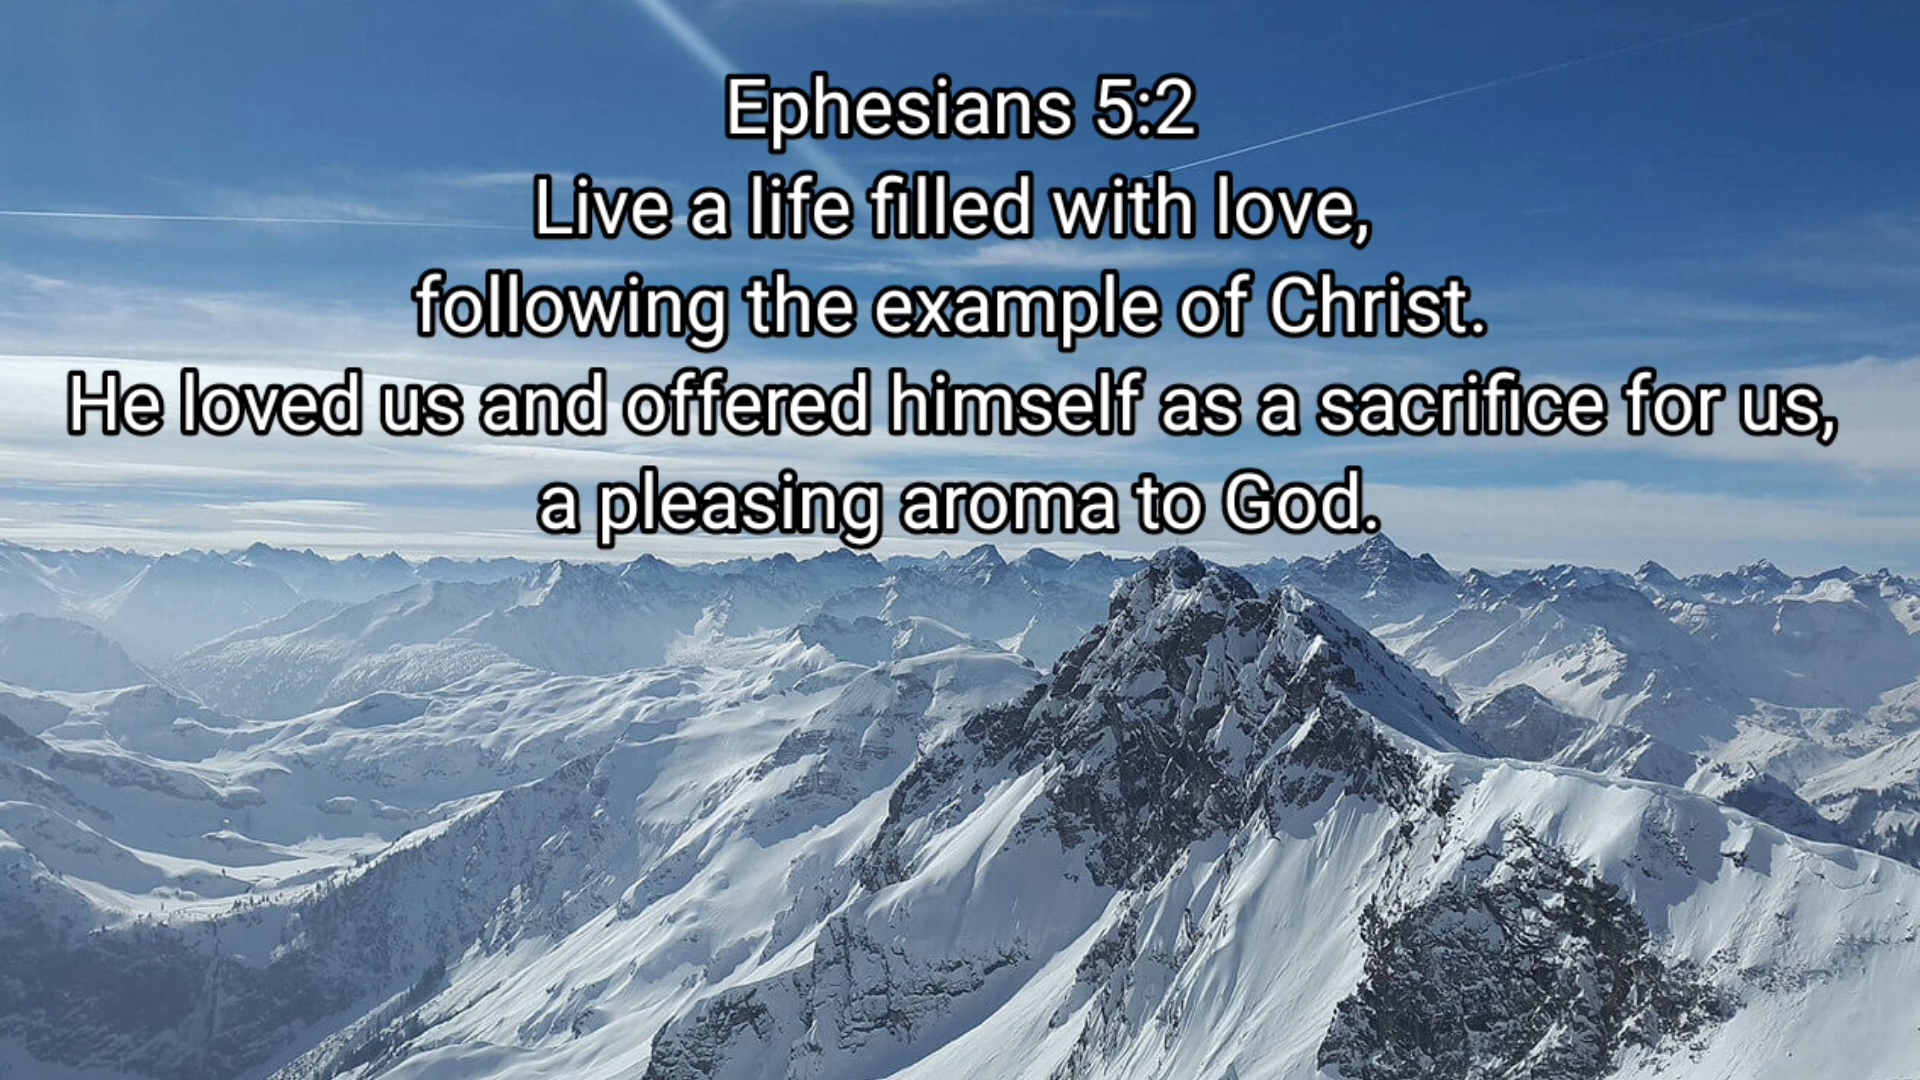 Ephesians 5:2
Live a life filled with love,
following the example of Christ.
He loved us and offered himself as a sacrifice for us,
a pleasing aroma to God.